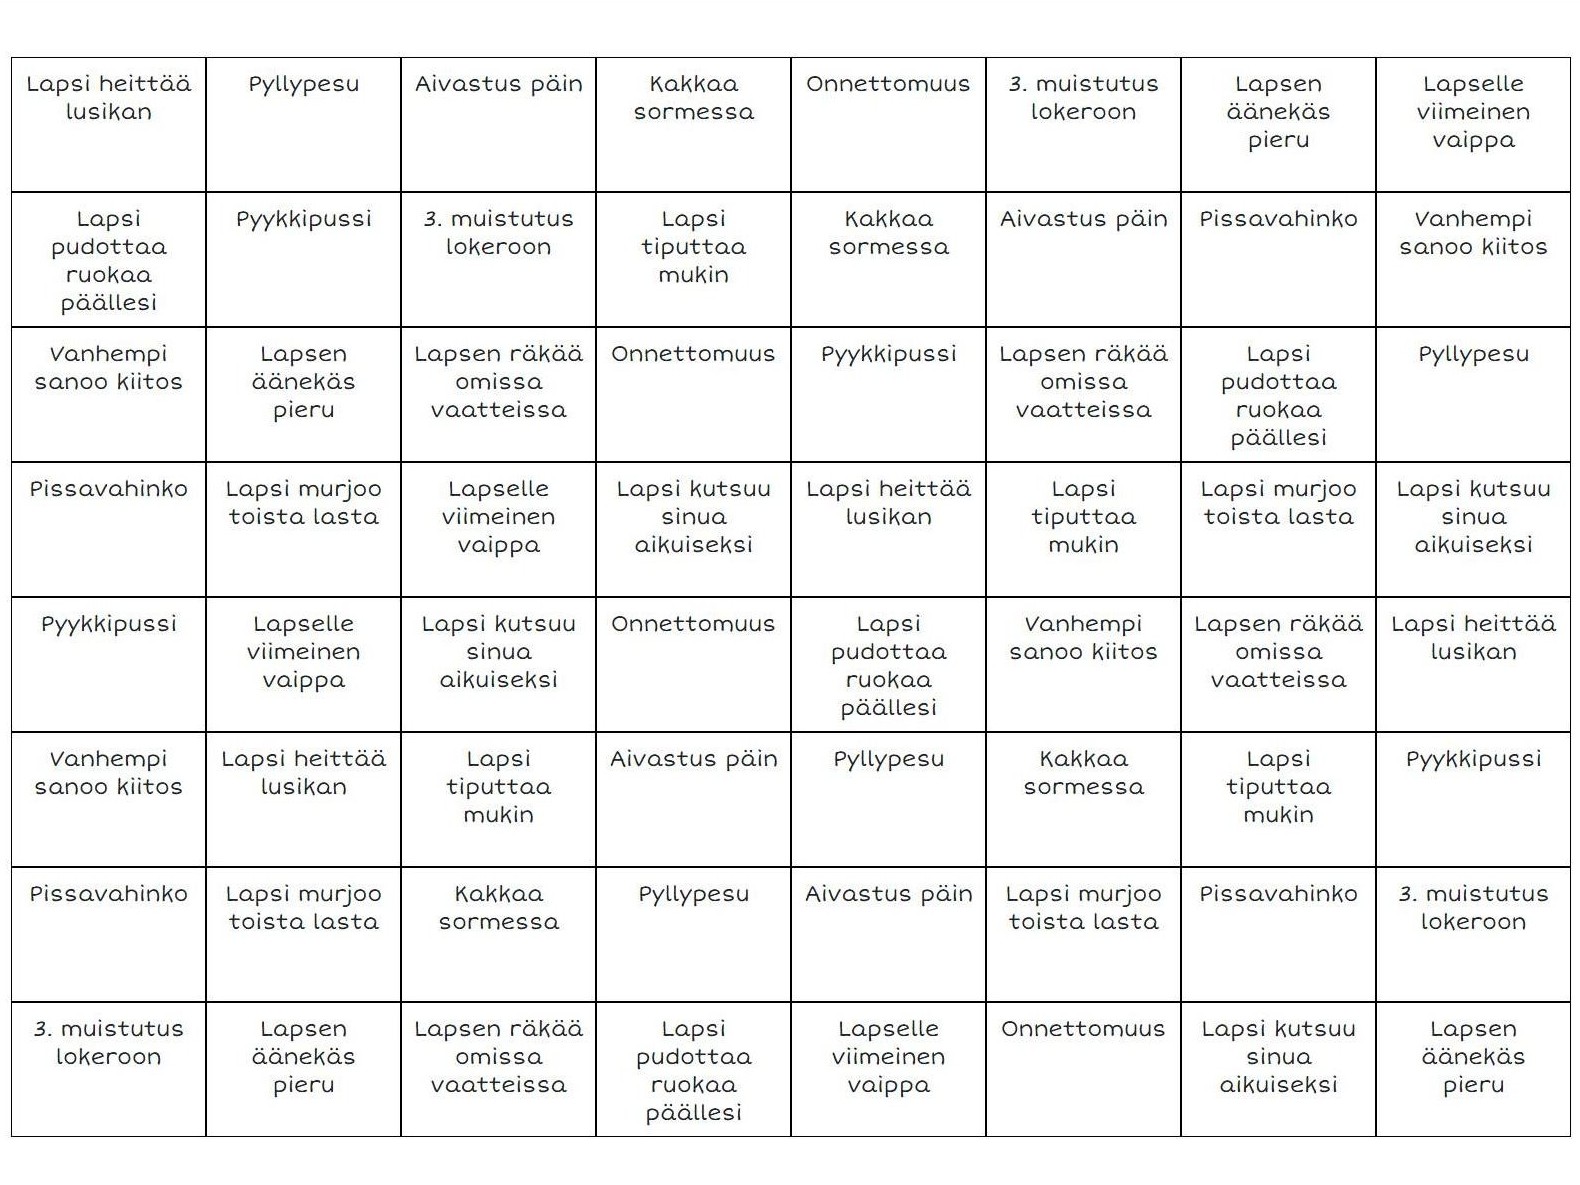 Lapsi heittää
lusikan
Pyllypesu
Aivastus päin
Kakkaa
sormessa
Onnettomuus
3. muistutus
lokeroon
Lapsen
äänekäs
pieru
Lapselle
viimeinen
vaippa
Lapsi
pudottaa
ruokaa
päällesi
Pyykkipussi
3. muistutus
lokeroon
Lapsi
tiputtaa
mukin
Kakkaa
sormessa
Aivastus päin
Pissavahinko
Vanhempi
sanoo kiitos
Vanhempi
sanoo kiitos
Lapsen
äänekäs
pieru
Lapsen räkää
omissa
vaatteissa
Onnettomuus
Pyykkipussi
Lapsen räkää
omissa
vaatteissa
Lapsi
pudottaa
ruokaa
päällesi
Pyllypesu
Pissavahinko
Lapsi murjoo
toista lasta
Lapselle
viimeinen
vaippa
Lapsi kutsuu
sinua
aikuiseksi
Lapsi heittää
lusikan
Lapsi
tiputtaa
mukin
Lapsi murjoo
toista lasta
Lapsi kutsuu
sinua
aikuiseksi
Pyykkipussi
Lapselle
viimeinen
vaippa
Lapsi kutsuu
sinua
aikuiseksi
Onnettomuus
Lapsi
pudottaa
ruokaa
päällesi
Vanhempi
sanoo kiitos
Lapsen räkää
omissa
vaatteissa
Lapsi heittää
lusikan
Vanhempi
sanoo kiitos
Lapsi heittää
lusikan
Lapsi
tiputtaa
mukin
Aivastus päin
Pyllypesu
Kakkaa
sormessa
Lapsi
tiputtaa
mukin
Pyykkipussi
Pissavahinko
Lapsi murjoo
toista lasta
Kakkaa
sormessa
Pyllypesu
Aivastus päin
Lapsi murjoo
toista lasta
Pissavahinko
3. muistutus
lokeroon
3. muistutus
lokeroon
Lapsen
äänekäs
pieru
Lapsen räkää
omissa
vaatteissa
Lapsi
pudottaa
ruokaa
päällesi
Lapselle
viimeinen
vaippa
Onnettomuus
Lapsi kutsuu
sinua
aikuiseksi
Lapsen
äänekäs
pieru